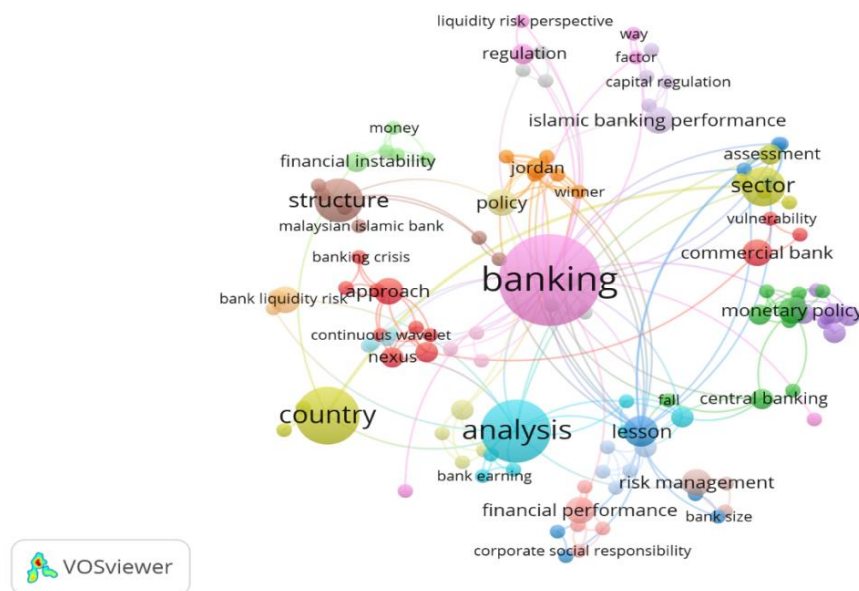 liquidity risk perspective
way
regulation
factor
capital regulation
islamic banking performance
money
financial instability
jordan
assessment
structure
policy
winner
sector
malaysian islamic bank
vulnerability
banking crisis
banking
commercial bank
bank liquidity risk
approach
monetary policy
continuous wavelet
nexus
country
fall
central banking
analysis
lesson
bank earning
risk management
financial performance
bank size
corporate social responsibility
VOSviewer